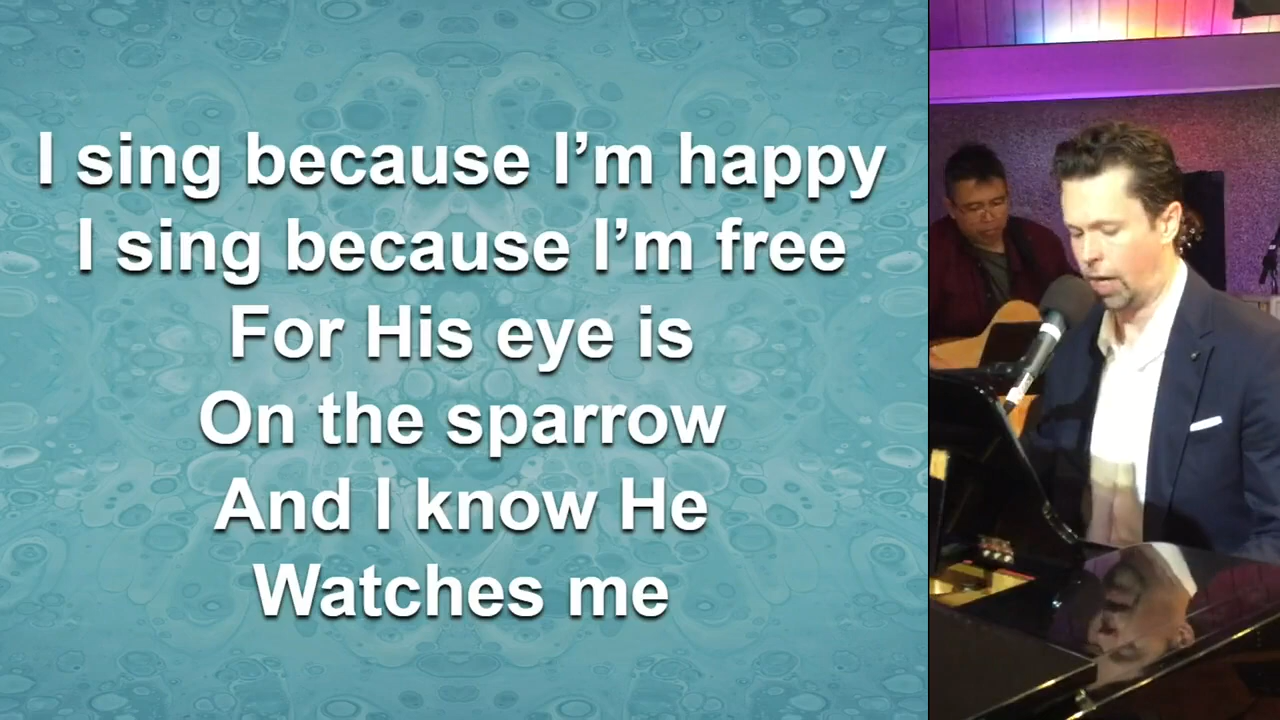 I sing because I’m happy
I sing because I’m free
For His eye is
On the sparrow
And I know He
Watches me